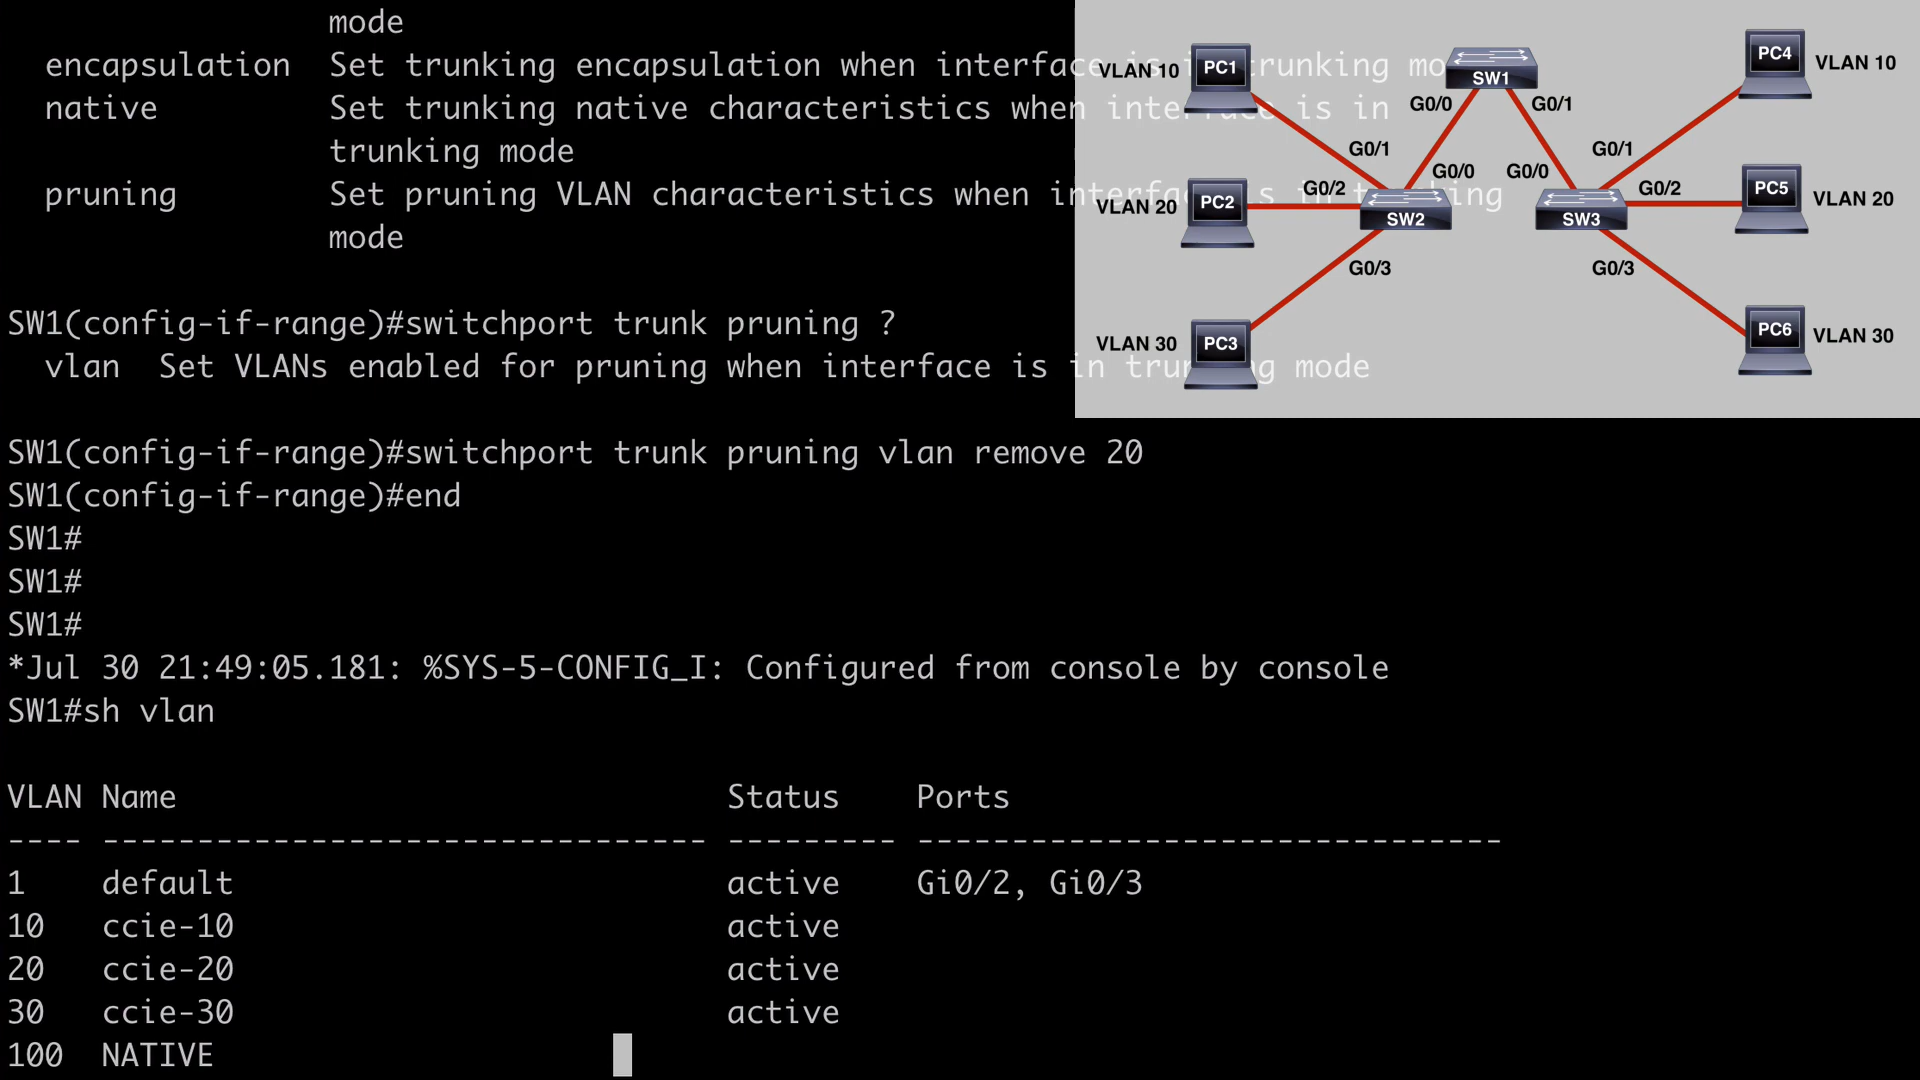 mode
encapsulation Set trunking encapsulation when interface is in trunking mo
native Set trunking native characteristics when interface is in
trunking mode
pruning Set pruning VLAN characteristics when interface is in trunking
mode
SW1(config-if-range)#switchport trunk pruning ?
vlan Set VLANs enabled for pruning when interface is in trunking mode
SW1(config-if-range)#switchport trunk pruning vlan remove 20
SW1(config-if-range)#end
SW1#
SW1#
SW1#
*Jul 30 21:49:05.181: %SYS-5-CONFIG_I: Configured from console by console
SW1#sh vlan
VLAN Name Status Ports
---- -------------------------------- --------- -------------------------------
1 default active Gi0/2, Gi0/3
10 ccie-10 active
20 ccie-20 active
30 ccie-30 active
100 NATIVE
VLAN 10 PC1
SW1
PC4 VLAN 10
G0/0 G0/1
G0/1 G0/1
G0/0 G0/0
VLAN 20 PC2 G0/2
SW2
SW3
G0/2 PC5 VLAN 20
G0/3 G0/3
VLAN 30 PC3
PC6 VLAN 30